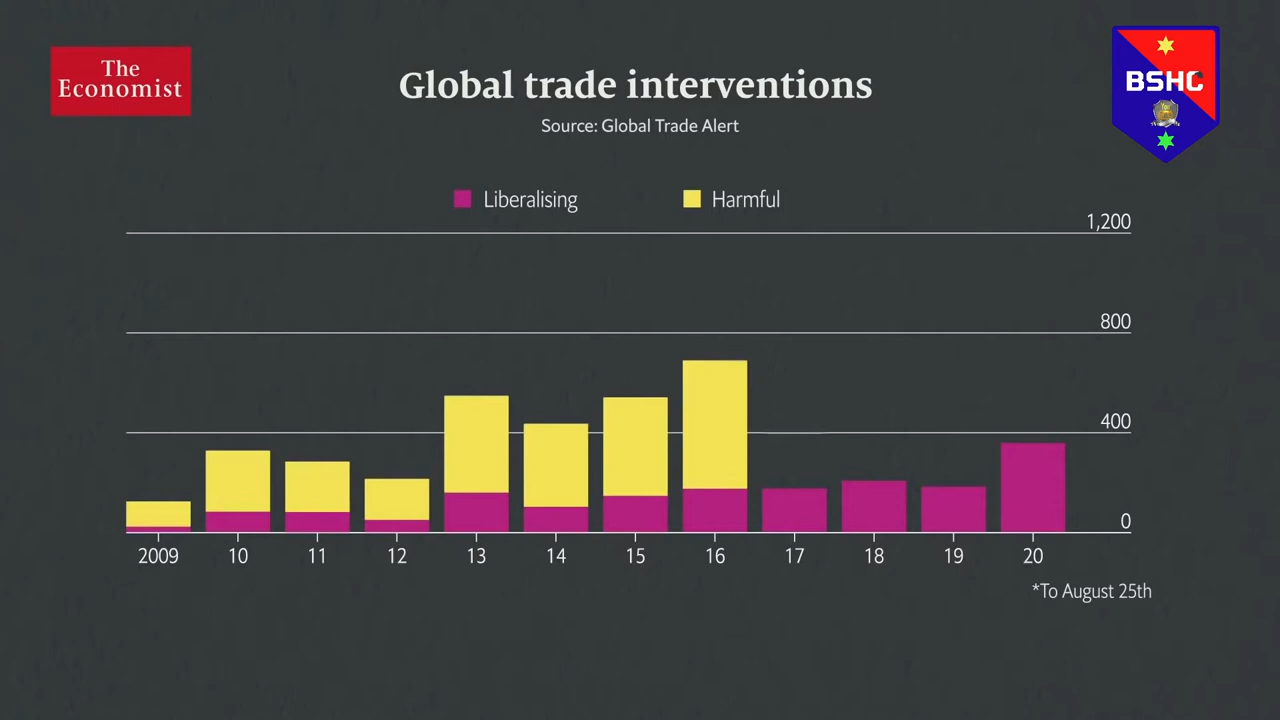 The
Economist
Global trade interventions
Source: Global Trade Alert
BSHC
Liberalising
Harmful
1,200
800
400
0
2009 10 11 12 13 14 15 16 17 18 19 20
*To August 25th